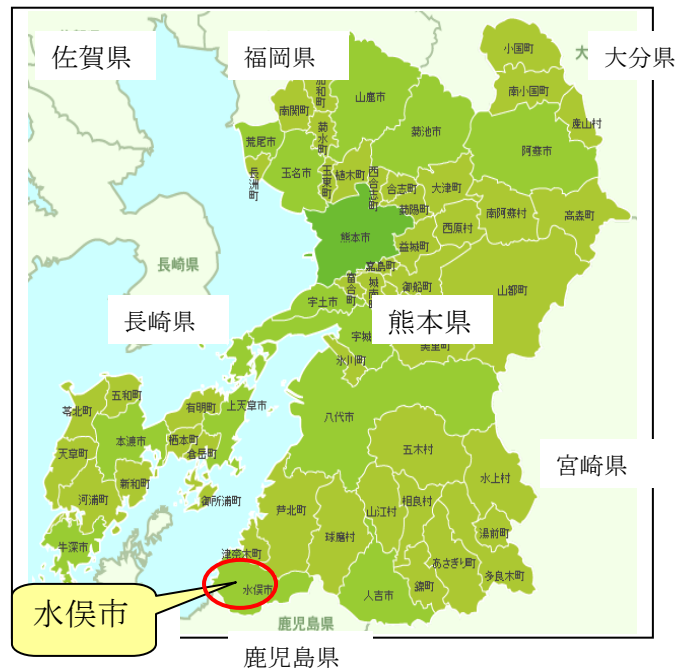 佐賀県
福岡県
大分県
大
小国町
南小国町
産山村
鹿北町
山鹿市
南関町
菊水町
菊池市
阿蘇市
荒尾市
長洲町
玉名市
玉東町
植木町
西合志町
合志町
大津町
菊陽町
西原村
南阿蘇村
高森町
熊本市
益城町
嘉島町
御船町
山都町
長崎県
宇土市
富合町
城南
長崎県
熊本県
宇城
美里町
氷川町
八代市
苓北町
五和町
有明町
上天草市
本渡市
栖本町
倉岳町
天草町
新和町
河浦町
御所浦町
牛深市
五木村
水上村
宮崎県
芦北町
球磨村
山江村
相良村
湯前町
あさぎり町
多良木町
錦町
人吉市
津奈木町
水俣市
水俣市
鹿児島県
鹿児島県